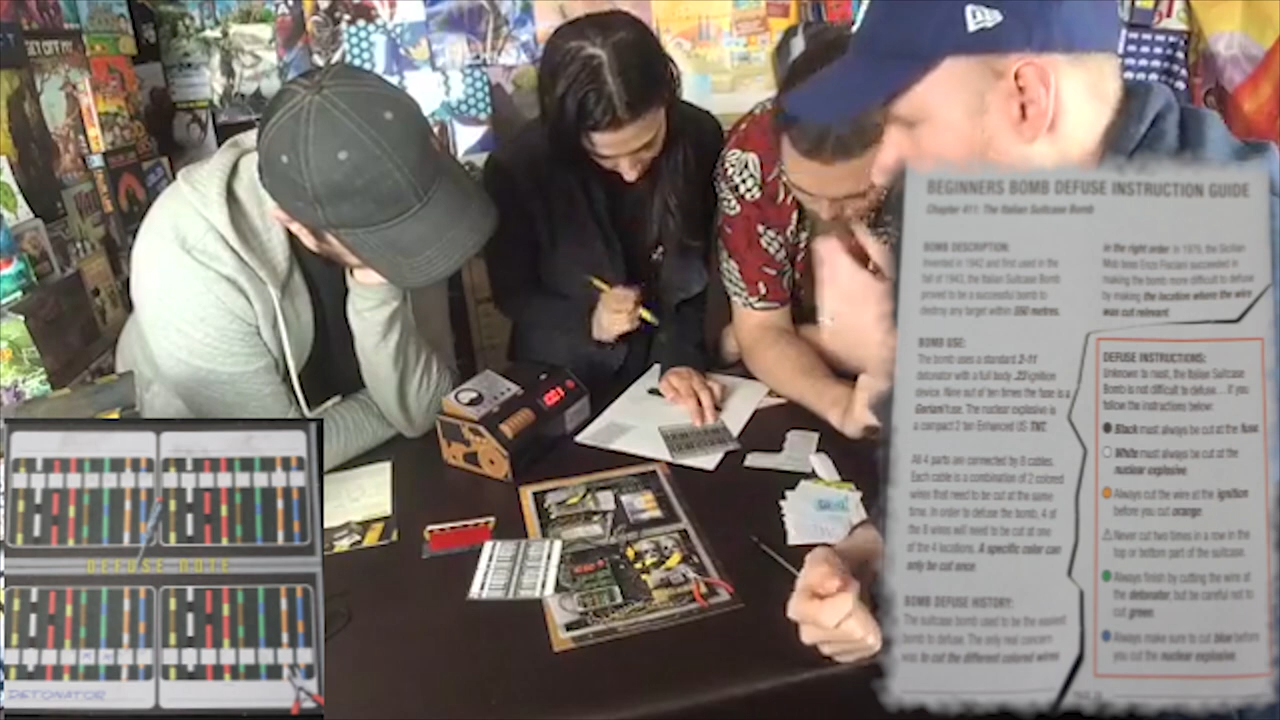 BEGINNERS BOMB DEFUSE INSTRUCTION GUIDE
Chapter 411: The Italian Suitcase Bomb
BOMB DESCRIPTION:
Invented in 1942 and first used in the
fall of 1943, the Italian Suitcase Bomb
proved to be a successful bomb to
destroy any target within 550 metres.
BOMB USE:
The bomb uses a standard 2-11
detonator with a full body .23 ignition
device. Nine out of ten times the fuse is a
Goriani fuse. The nuclear explosive is
a compact 2 ton Enhanced US TNT.
All 4 parts are connected by 8 cables.
Each cable is a combination of 2 colored
wires that need to be cut at the same
time. In order to defuse the bomb, 4 of
the 8 wires will need to be cut at one
of the 4 locations. A specific color can
only be cut once.
BOMB DEFUSE HISTORY:
The suitcase bomb used to be the easiest
bomb to defuse. The only real concern
was to cut the different colored wires
in the right order. In 1979, the Sicilian
Mob boss Enzo succeeded in
making the bomb more difficult to defuse
by making the location where the wire
was cut relevant.
DEFUSE INSTRUCTIONS:
Unknown to most, the Italian Suitcase
Bomb is not difficult to defuse... if you
follow the instructions below:
Black must always be cut at the fuse.
White must always be cut at the
nuclear explosive.
Always cut the wire at the ignition
before you cut orange.
Never cut two times in a row in the
top or bottom part of the suitcase.
Always finish by cutting the wire at
the detonator, but be careful not to
cut green.
Always make sure to cut blue before
you cut the nuclear explosive.
DEFUSE NOTE
DETONATOR